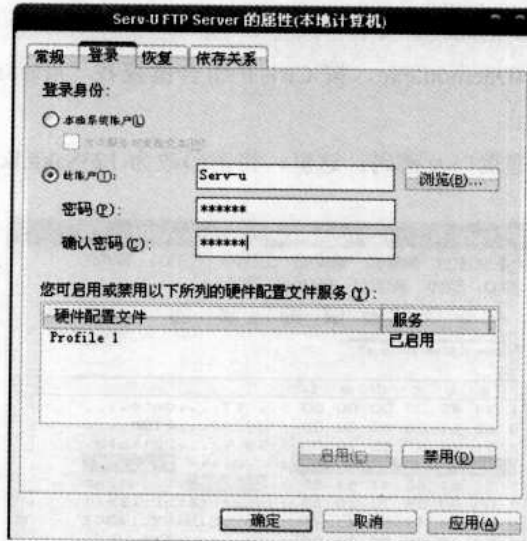 Serv-U FTP Server 的属性(本地计算机)
常规 登录 恢复 依存关系
登录身份:
本地系统帐户(L)
此帐户(T): Serv-u 浏览(B)...
密码(P): ******
确认密码(C): ******
您可启用或禁用以下所列的硬件配置文件服务(Y):
硬件配置文件 服务
Profile 1 已启用
启用(E) 禁用(D)
确定 取消 应用(A)